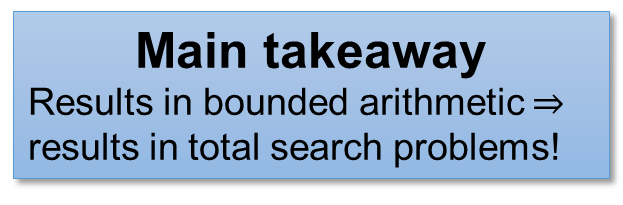 Main takeaway
Results in bounded arithmetic ⇒
results in total search problems!